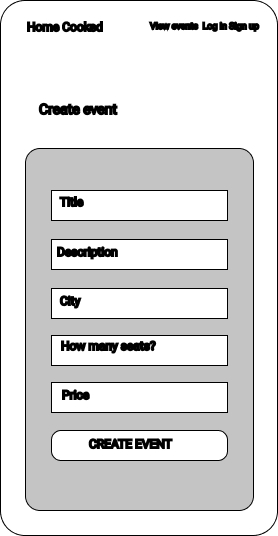 Home Cooked
View events Log in Sign up
Create event
Title
Description
City
How many seats?
Price
CREATE EVENT